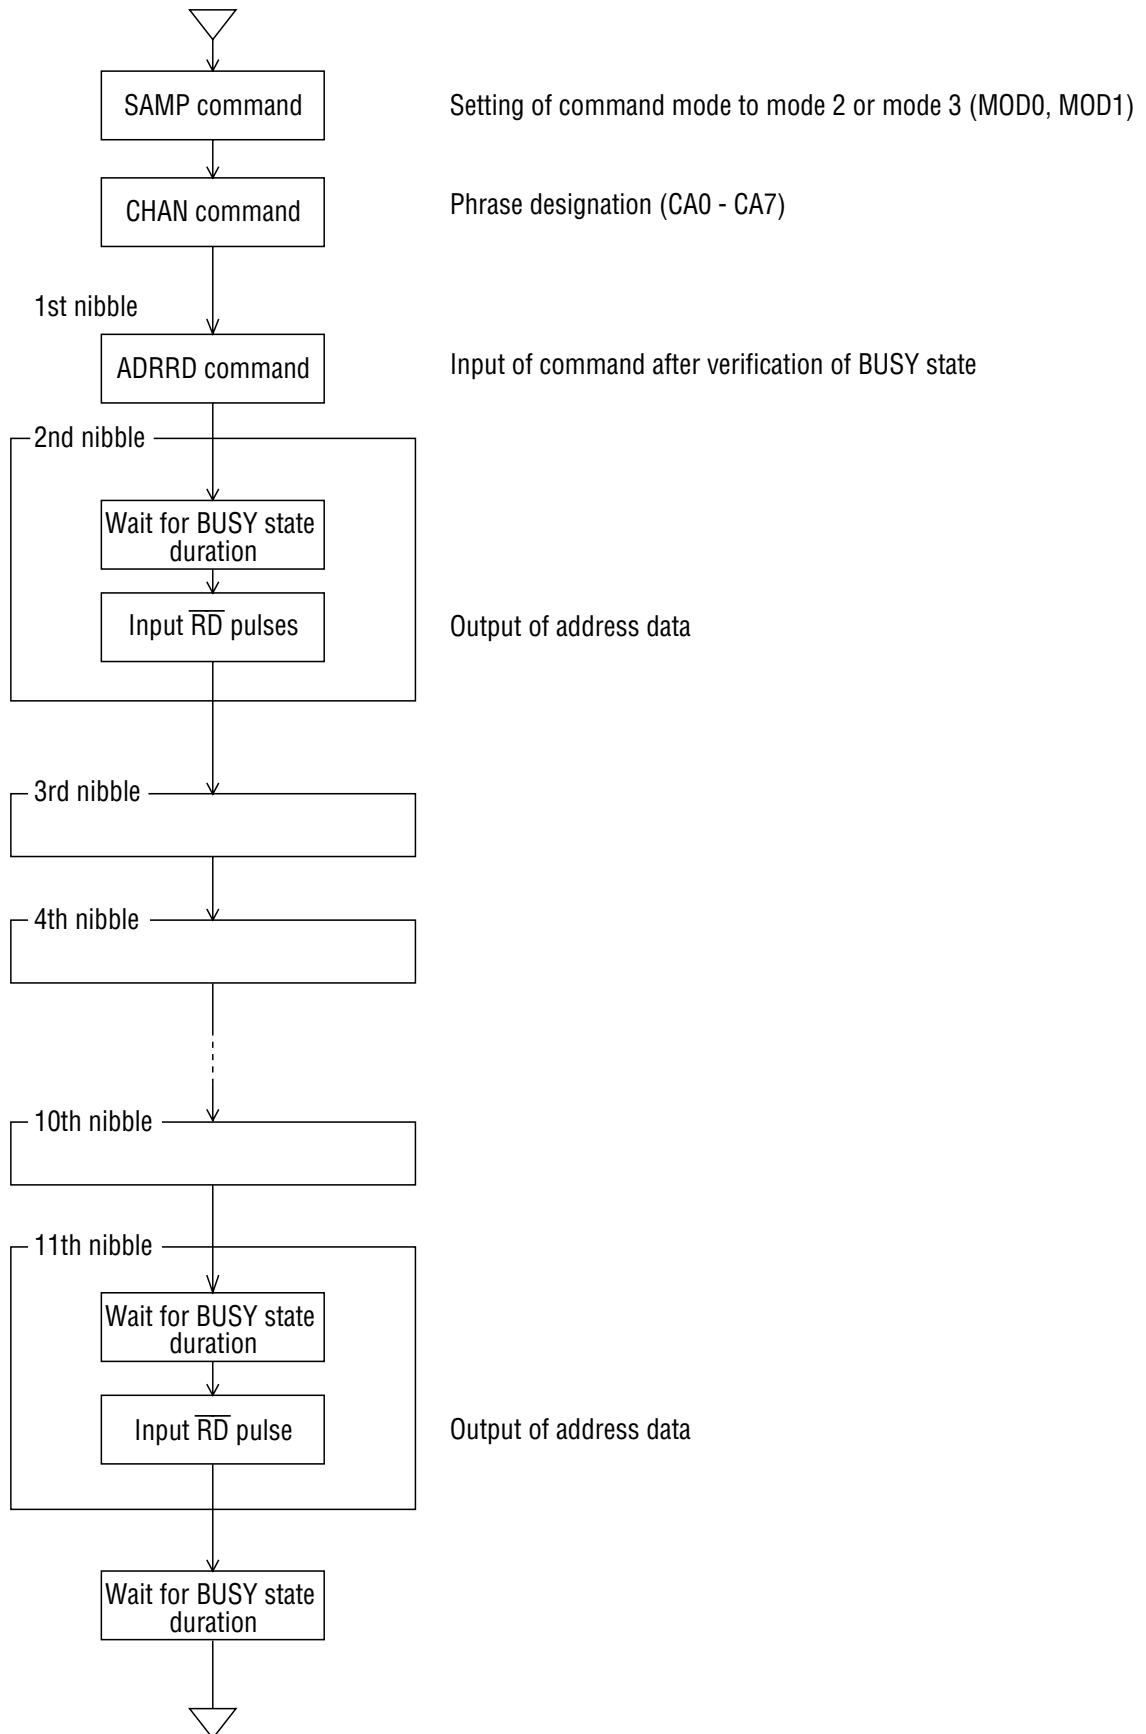 SAMP command
Setting of command mode to mode 2 or mode 3 (MOD0, MOD1)
CHAN command
Phrase designation (CA0 - CA7)
1st nibble
ADRRD command
Input of command after verification of BUSY state
2nd nibble
Wait for BUSY state
duration
Input R̅D̅ pulses
Output of address data
3rd nibble
4th nibble
10th nibble
11th nibble
Wait for BUSY state
duration
Input R̅D̅ pulse
Output of address data
Wait for BUSY state
duration